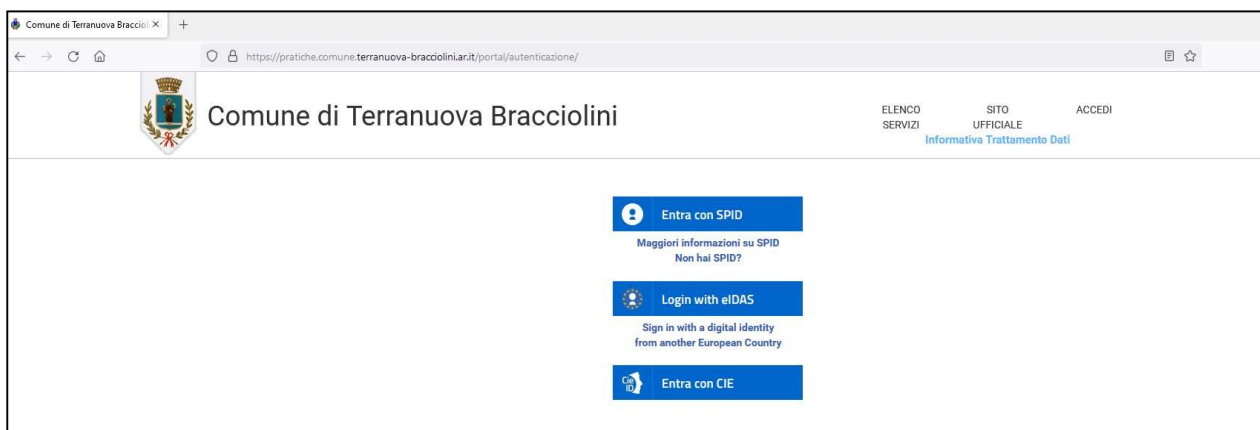 Comune di Terranuova Bracciol
https://pratiche.comune.terranuova-bracciolini.ar.it/portal/autenticazione/
Comune di Terranuova Bracciolini
ELENCO SERVIZI
SITO UFFICIALE
ACCEDI
Informativa Trattamento Dati
Entra con SPID
Maggiori informazioni su SPID
Non hai SPID?
Login with eIDAS
Sign in with a digital identity
from another European Country
Cie ID
Entra con CIE